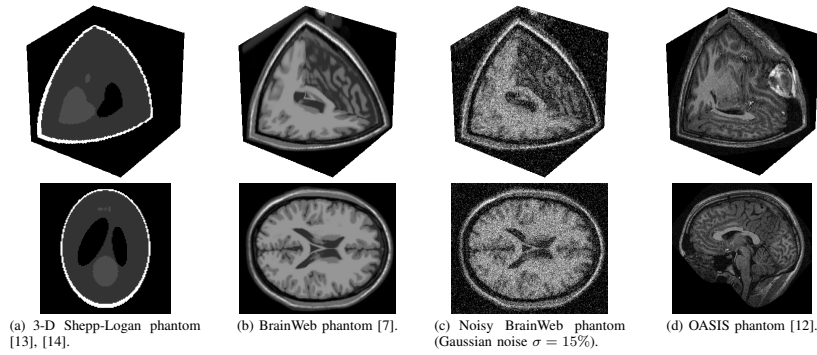 (a) 3-D Shepp-Logan phantom
[13], [14].
(b) BrainWeb phantom [7].
(c) Noisy BrainWeb phantom
(Gaussian noise σ = 15%).
(d) OASIS phantom [12].